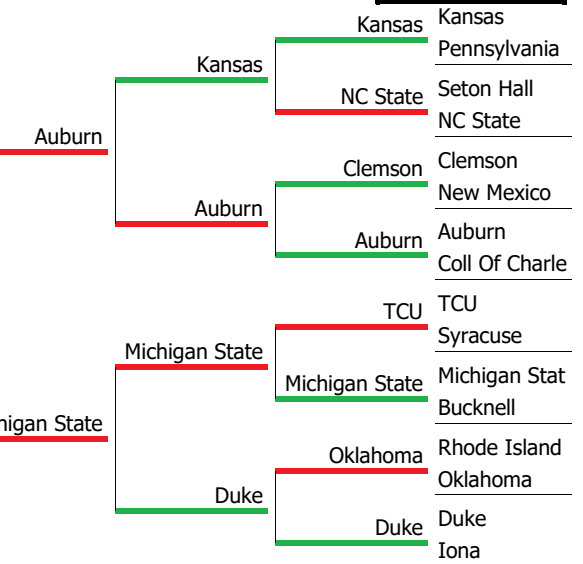 Kansas
Kansas
Pennsylvania
Kansas
NC State
Seton Hall
NC State
Auburn
Clemson
Clemson
New Mexico
Auburn
Auburn
Auburn
Coll Of Charle
TCU
TCU
Syracuse
Michigan State
Michigan State
Michigan Stat
Bucknell
higan State
Oklahoma
Rhode Island
Oklahoma
Duke
Duke
Duke
Iona